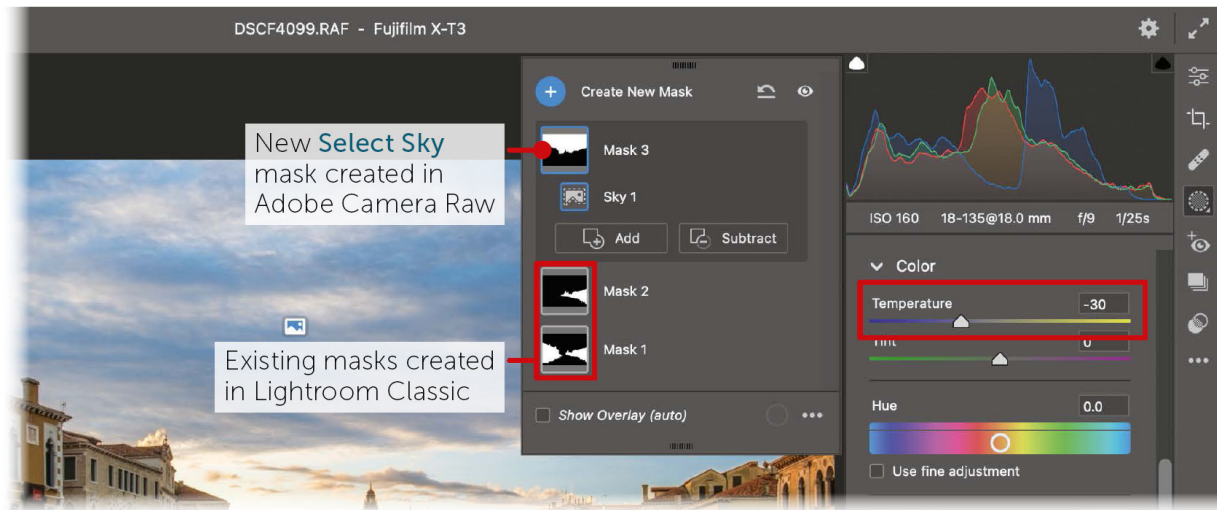 DSCF4099.RAF - Fujifilm X-T3
Create New Mask
New Select Sky
mask created in
Adobe Camera Raw
Mask 3
Sky 1
Add
Subtract
Mask 2
Existing masks created
in Lightroom Classic
Mask 1
Show Overlay (auto)
ISO 160 18-135@18.0 mm f/9 1/25s
Color
Temperature -30
Tint 0
Hue 0.0
Use fine adjustment